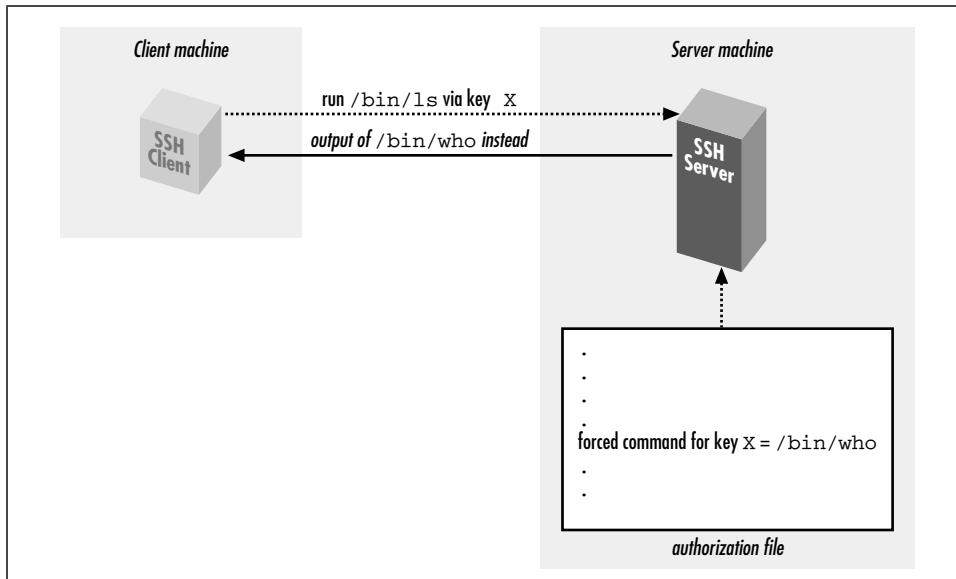 Client machine
Server machine
run /bin/ls via key X
output of /bin/who instead
SSH
Client
SSH
Server
.
.
.
.
forced command for key X = /bin/who
.
.
authorization file